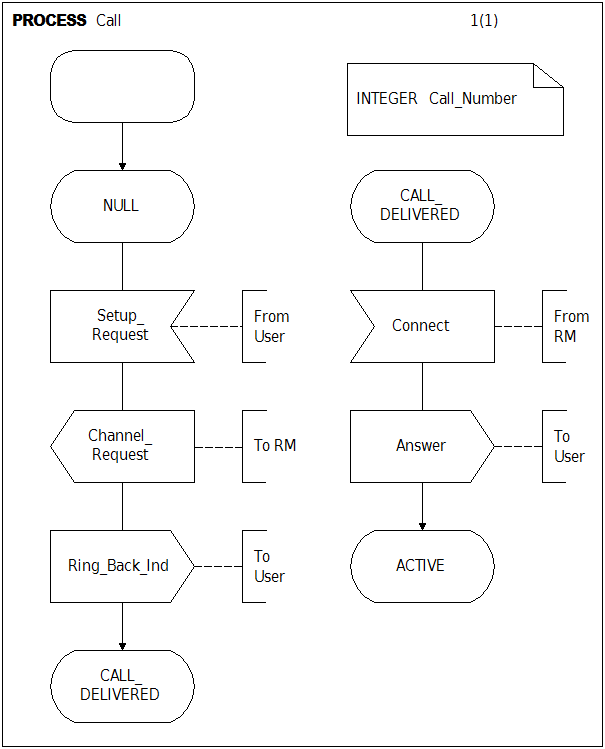 PROCESS Call 1(1)
NULL
Setup_
Request
From
User
Channel_
Request
To RM
Ring_Back_Ind
To
User
CALL_
DELIVERED
INTEGER Call_Number
CALL_
DELIVERED
Connect
From
RM
Answer
To
User
ACTIVE